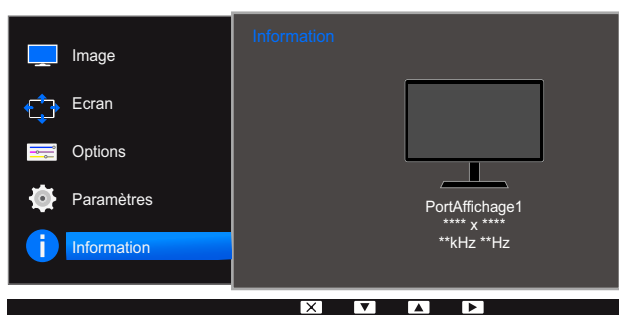 Information
Image
Ecran
Options
Paramètres
Information
PortAffichage1
**** x ****
**kHz **Hz